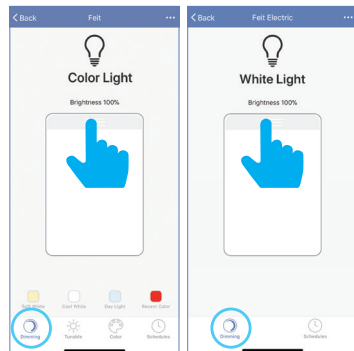 Back Feit ...
Color Light
Brightness 100%
Soft White Cool White Day Light Recent Color
Dimming Tunable Color Schedules
Back Feit Electric ...
White Light
Brightness 100%
Dimming Schedules